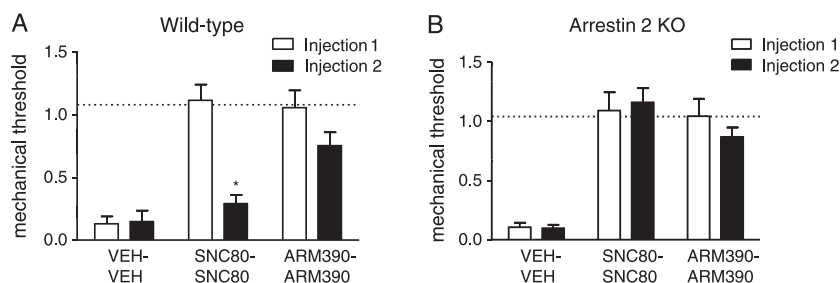 A
Wild-type
Injection 1
Injection 2
mechanical threshold
1.5
1.0
0.5
0.0
*
VEH-
VEH
SNC80-
SNC80
ARM390-
ARM390
B
Arrestin 2 KO
Injection 1
Injection 2
mechanical threshold
1.5
1.0
0.5
0.0
VEH-
VEH
SNC80-
SNC80
ARM390-
ARM390